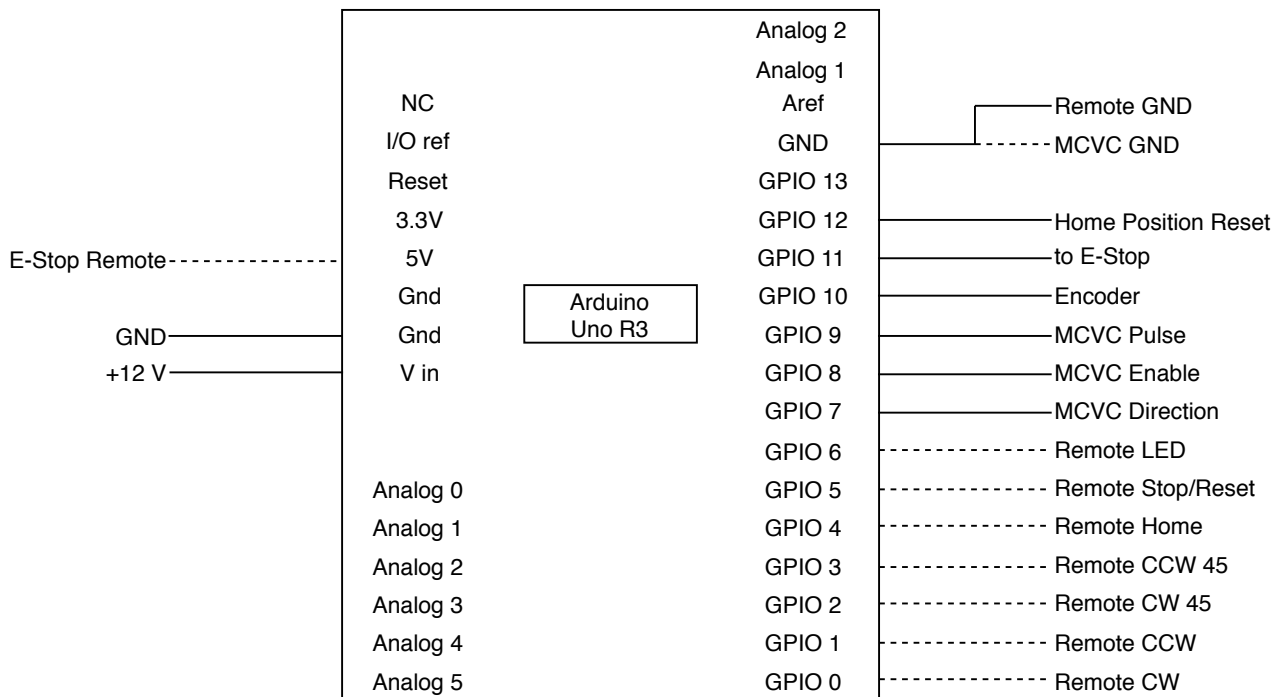 Analog 2
Analog 1
NC
Aref
Remote GND
I/O ref
GND
MCVC GND
Reset
GPIO 13
3.3V
GPIO 12
Home Position Reset
E-Stop Remote
5V
GPIO 11
to E-Stop
Gnd
Arduino
Uno R3
GPIO 10
Encoder
GND
Gnd
GPIO 9
MCVC Pulse
+12 V
V in
GPIO 8
MCVC Enable
GPIO 7
MCVC Direction
GPIO 6
Remote LED
Analog 0
GPIO 5
Remote Stop/Reset
Analog 1
GPIO 4
Remote Home
Analog 2
GPIO 3
Remote CCW 45
Analog 3
GPIO 2
Remote CW 45
Analog 4
GPIO 1
Remote CCW
Analog 5
GPIO 0
Remote CW